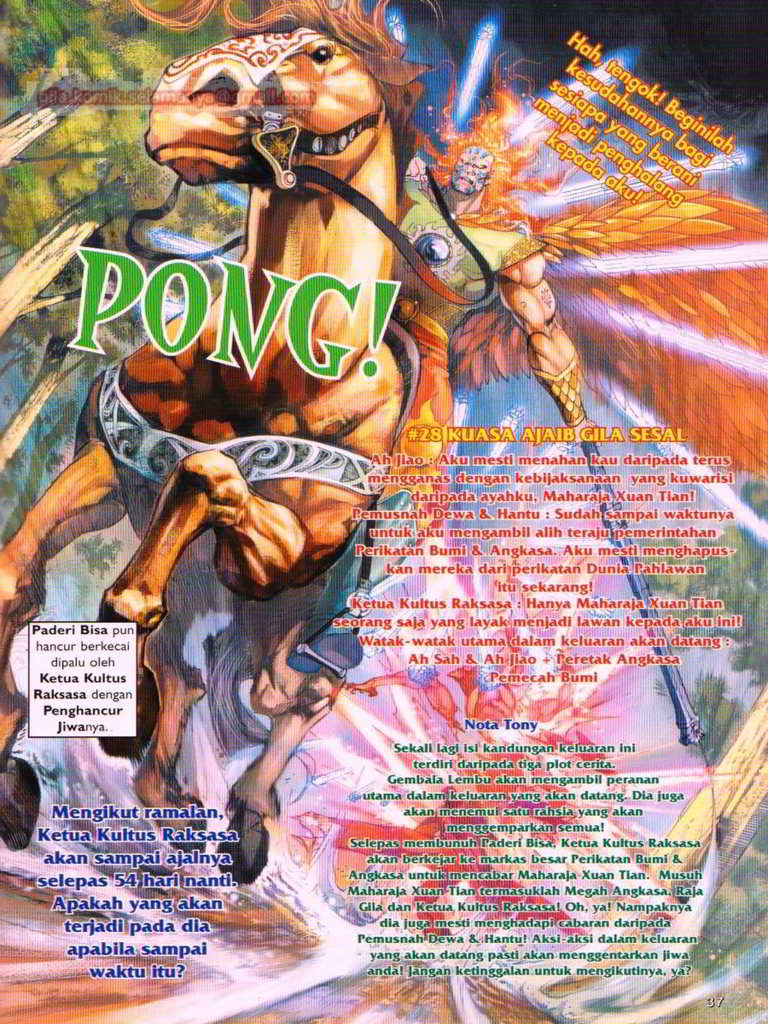 gila.komik.selamanya@gmail.com
Hah, tengok! Beginilah
kesudahannya bagi
sesiapa yang berani
menjadi penghalang
kepada aku!
PONG!
#28 KUASA AJAIB GILA SESAL
Ah Jiao : Aku mesti menahan kau daripada terus
mengganas dengan kebijaksanaan yang kuwarisi
daripada ayahku, Maharaja Xuan Tian!
Pemusnah Dewa & Hantu : Sudah sampai waktunya
untuk aku mengambil alih teraju pemerintahan
Perikatan Bumi & Angkasa. Aku mesti menghapus-
kan mereka dari perikatan Dunia Pahlawan
itu sekarang!
Ketua Kultus Raksasa : Hanya Maharaja Xuan Tian
seorang saja yang layak menjadi lawan kepada aku ini!
Watak-watak utama dalam keluaran akan datang :
Ah Sah & Ah Jiao + Peretak Angkasa
Pemecah Bumi
Paderi Bisa pun
hancur berkecai
dipalu oleh
Ketua Kultus
Raksasa dengan
Penghancur
Jiwanya.
Nota Tony
Sekali lagi isi kandungan keluaran ini
terdiri daripada tiga plot cerita.
Gembala Lembu akan mengambil peranan
utama dalam keluaran yang akan datang. Dia juga
akan menemui satu rahsia yang akan
menggemparkan semua!
Selepas membunuh Paderi Bisa, Ketua Kultus Raksasa
akan berkejar ke markas besar Perikatan Bumi &
Angkasa untuk mencabar Maharaja Xuan Tian. Musuh
Maharaja Xuan Tian termasuklah Megah Angkasa, Raja
Gila dan Ketua Kultus Raksasa! Oh, ya! Nampaknya
dia juga mesti menghadapi cabaran daripada
Pemusnah Dewa & Hantu! Aksi-aksi dalam keluaran
yang akan datang pasti akan menggentarkan jiwa
anda! Jangan ketinggalan untuk mengikutinya, ya?
Mengikut ramalan,
Ketua Kultus Raksasa
akan sampai ajalnya
selepas 54 hari nanti.
Apakah yang akan
terjadi pada dia
apabila sampai
waktu itu?
37